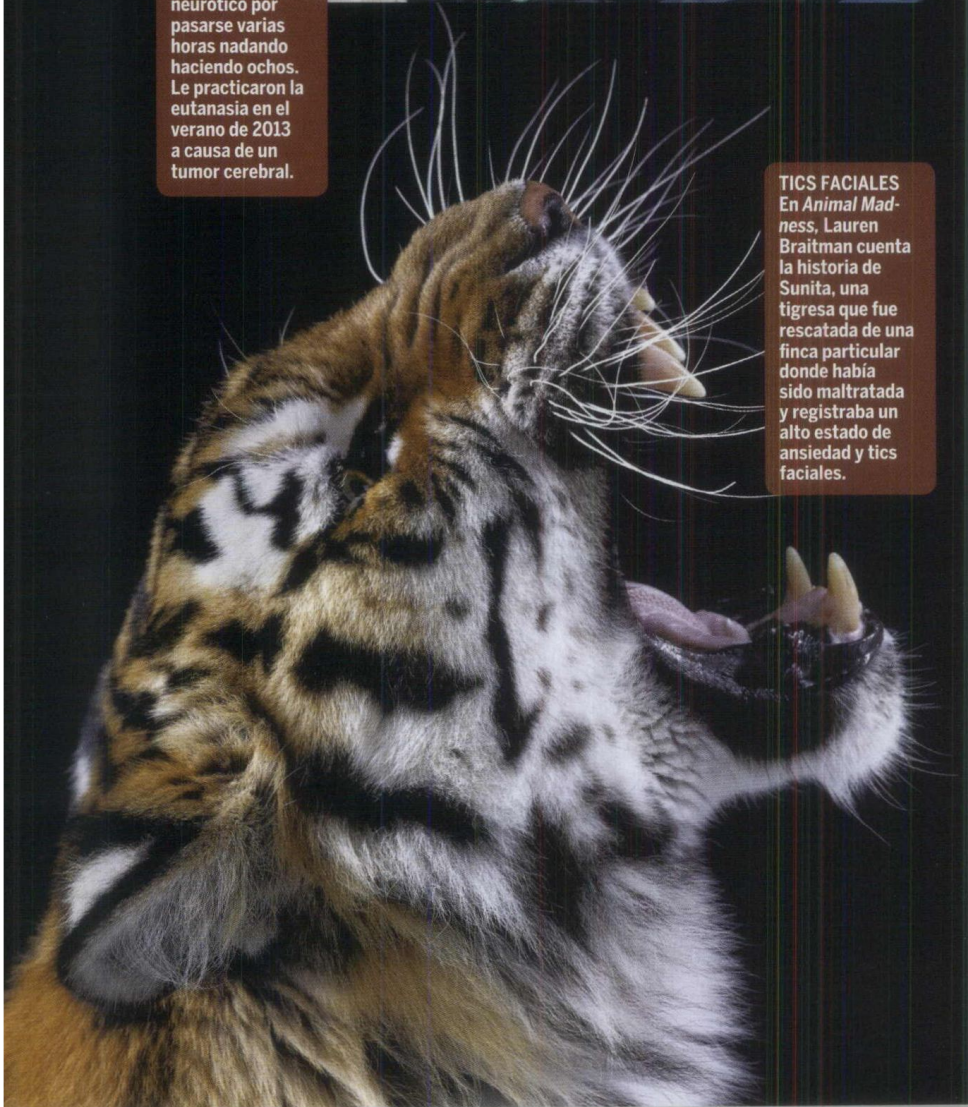 neurótico por
pasarse varias
horas nadando
haciendo ochos.
Le practicaron la
eutanasia en el
verano de 2013
a causa de un
tumor cerebral.
TICS FACIALES
En Animal Mad-
ness, Lauren
Braitman cuenta
la historia de
Sunita, una
tigresa que fue
rescatada de una
finca particular
donde había
sido maltratada
y registraba un
alto estado de
ansiedad y tics
faciales.